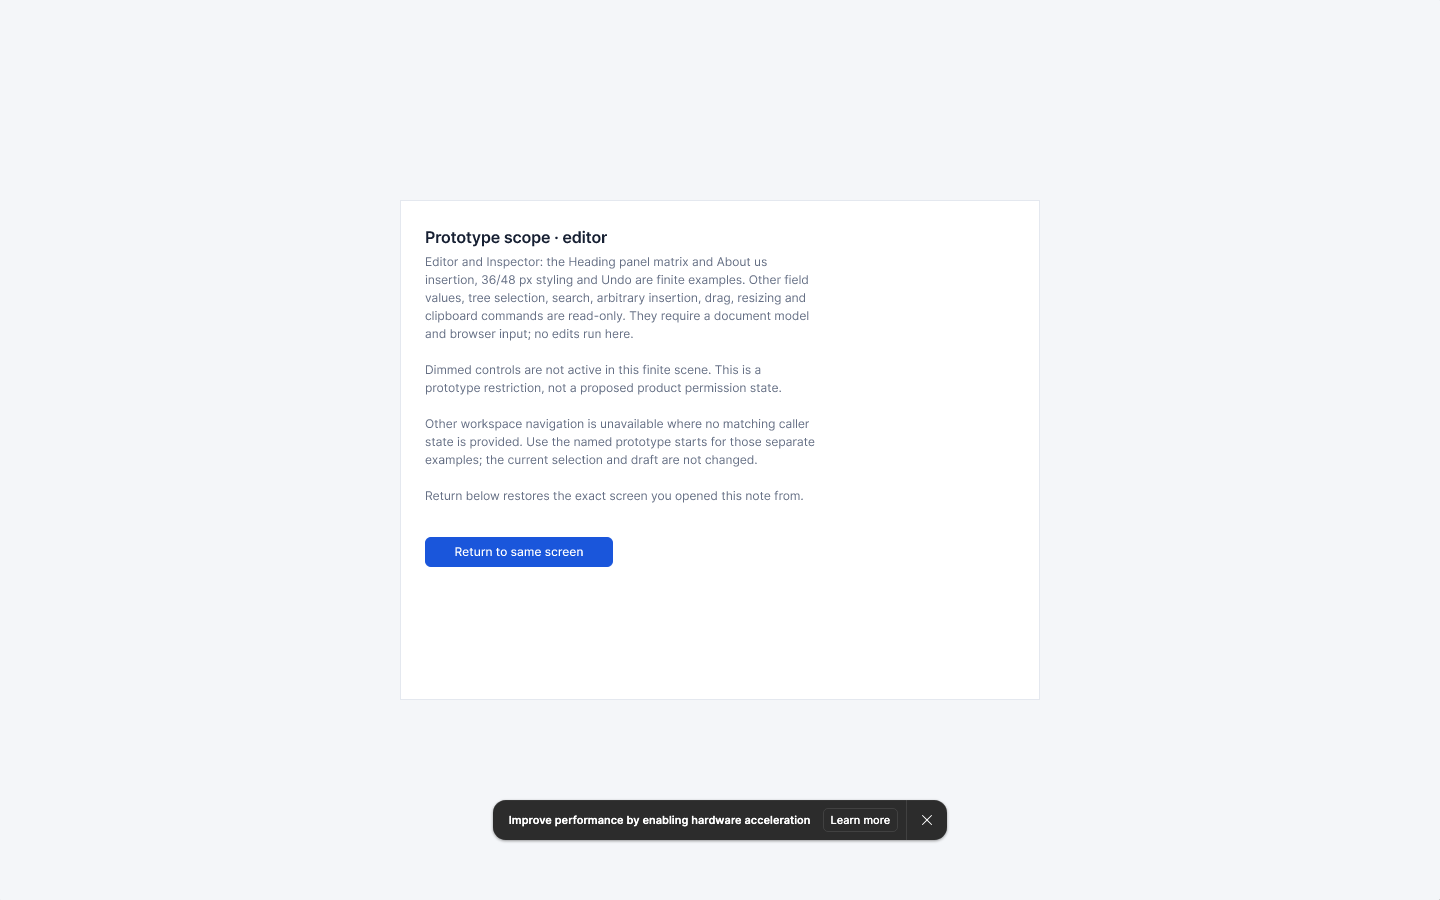 Prototype scope · editor
Editor and Inspector: the Heading panel matrix and About us
insertion, 36/48 px styling and Undo are finite examples. Other field
values, tree selection, search, arbitrary insertion, drag, resizing and
clipboard commands are read-only. They require a document model
and browser input; no edits run here.
Dimmed controls are not active in this finite scene. This is a
prototype restriction, not a proposed product permission state.
Other workspace navigation is unavailable where no matching caller
state is provided. Use the named prototype starts for those separate
examples; the current selection and draft are not changed.
Return below restores the exact screen you opened this note from.
Return to same screen
Improve performance by enabling hardware acceleration Learn more